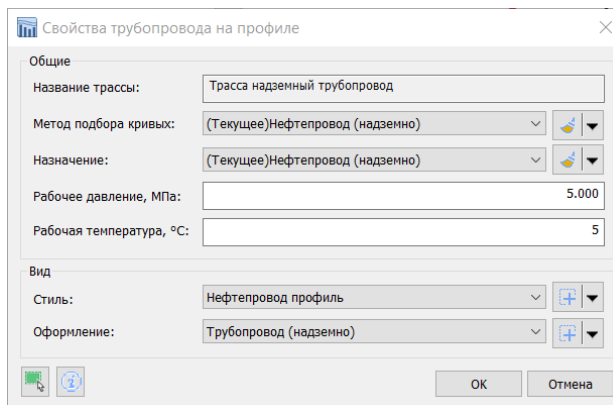 Свойства трубопровода на профиле
Общие
Название трассы: Трасса надземный трубопровод
Метод подбора кривых: (Текущее)Нефтепровод (надземно)
Назначение: (Текущее)Нефтепровод (надземно)
Рабочее давление, МПа: 5.000
Рабочая температура, °C: 5
Вид
Стиль: Нефтепровод профиль
Оформление: Трубопровод (надземно)
ОК Отмена